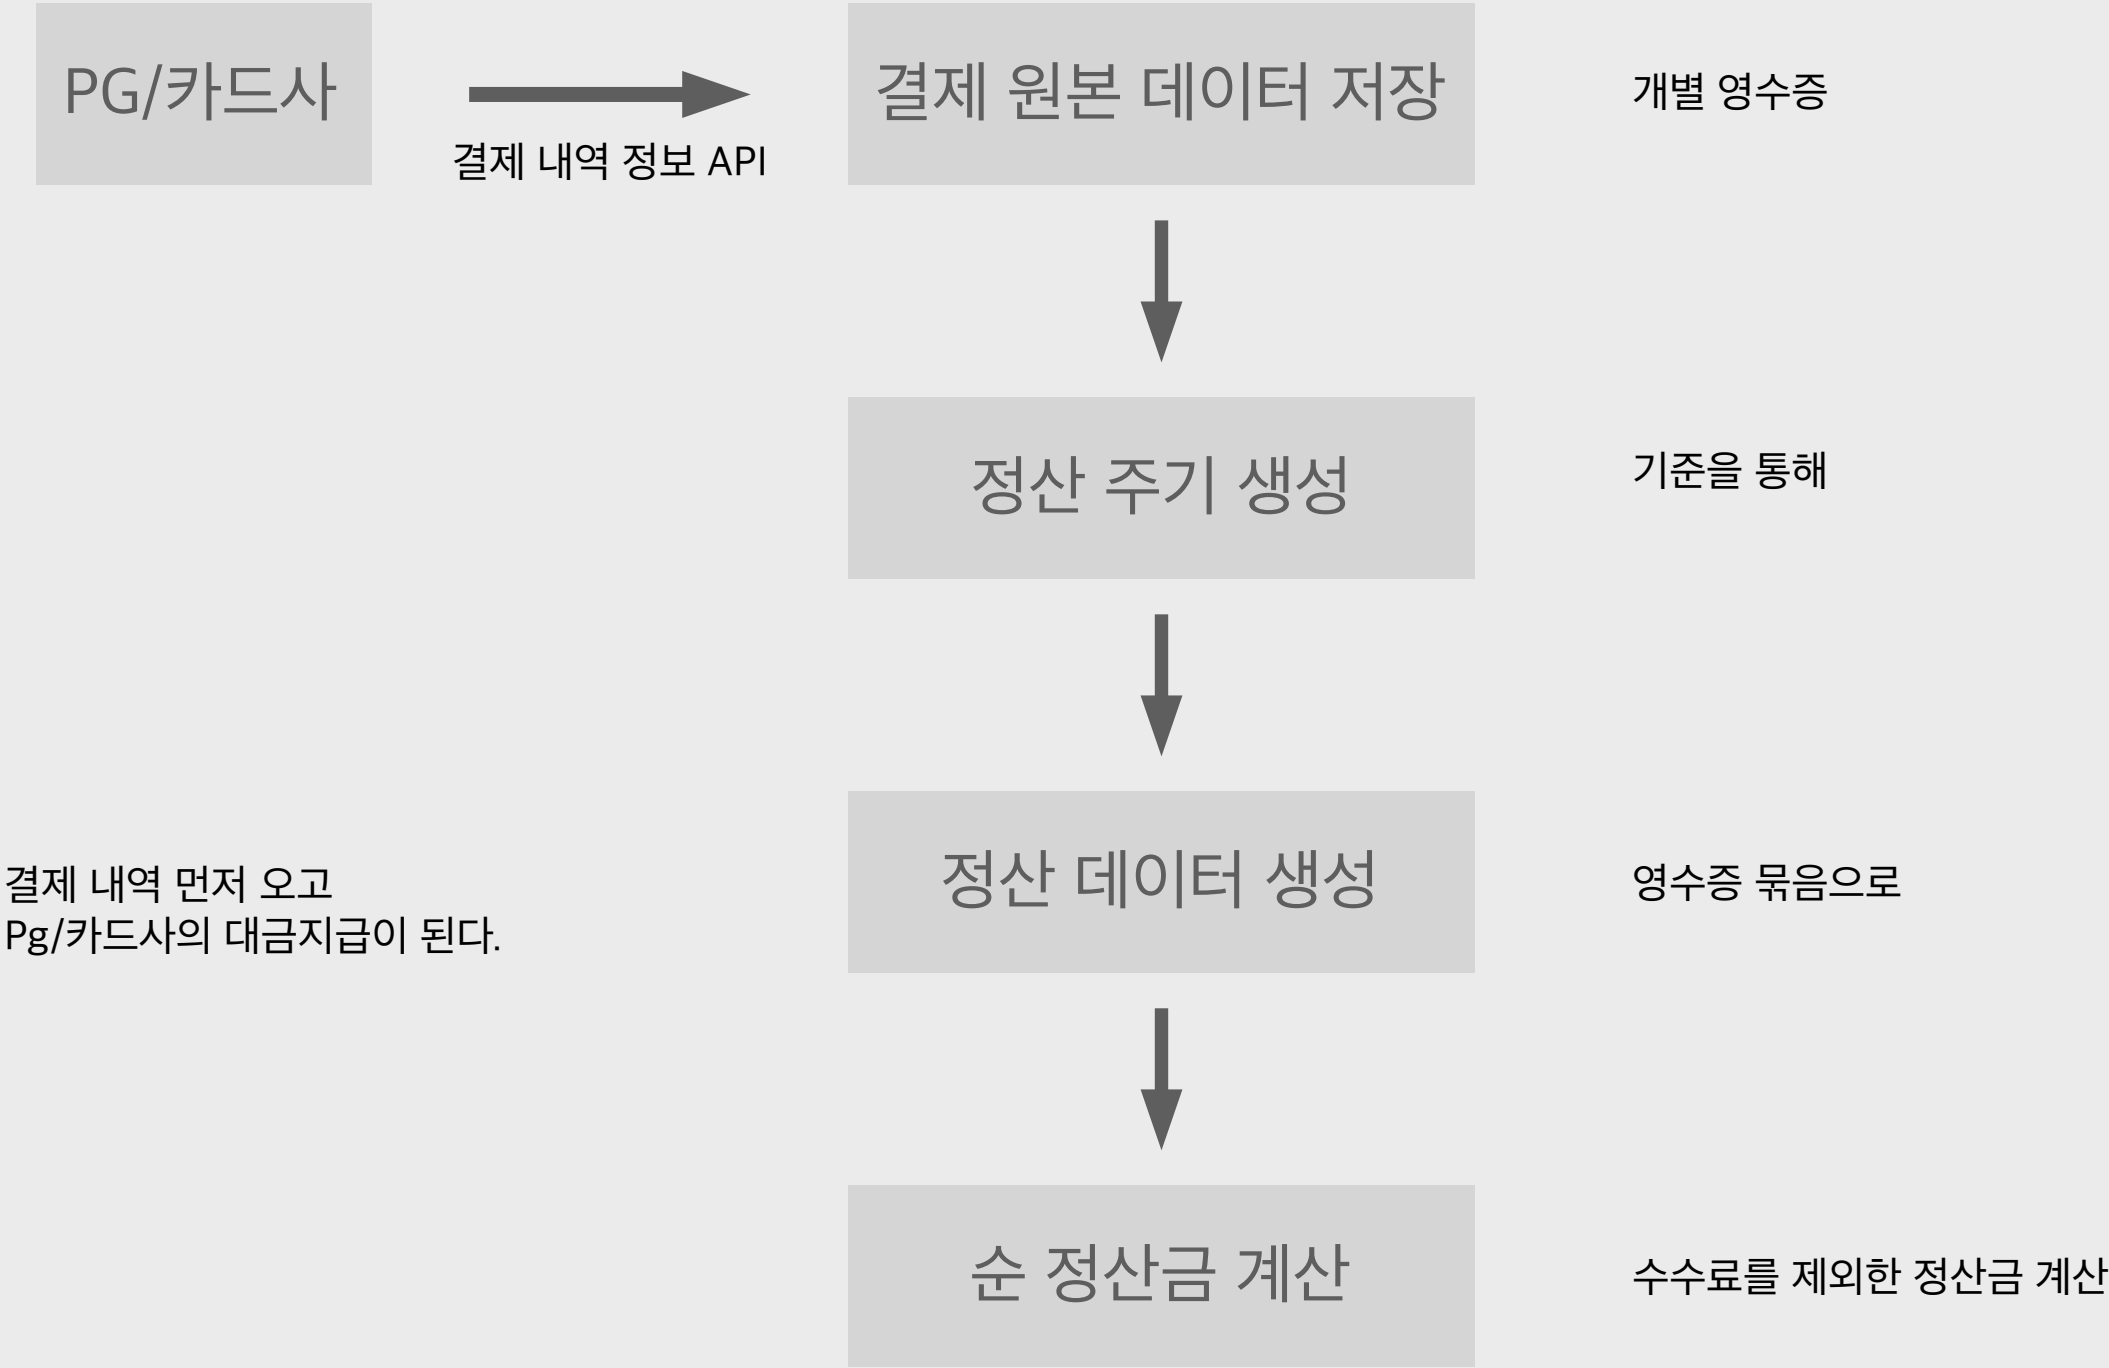 PG/카드사
결제 내역 정보 API
결제 원본 데이터 저장
개별 영수증
정산 주기 생성
기준을 통해
정산 데이터 생성
영수증 묶음으로
결제 내역 먼저 오고
Pg/카드사의 대금지급이 된다.
순 정산금 계산
수수료를 제외한 정산금 계산